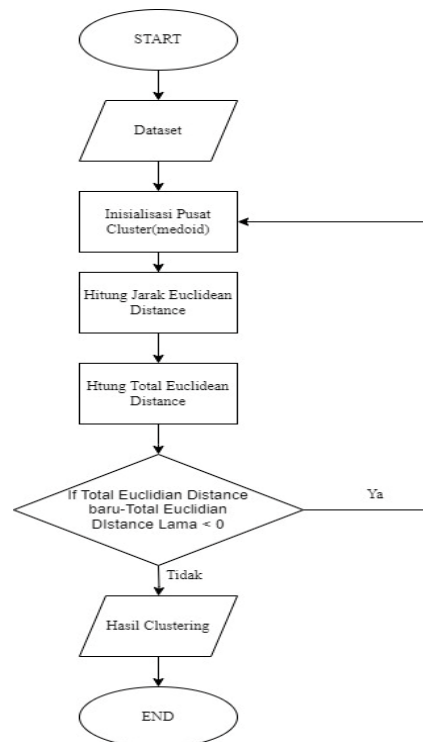 START
Dataset
Inisialisasi Pusat
Cluster(medoid)
Hitung Jarak Euclidean
Distance
Htung Total Euclidean
Distance
If Total Euclidian Distance
baru-Total Euclidian
DIstance Lama < 0
Ya
Tidak
Hasil Clustering
END